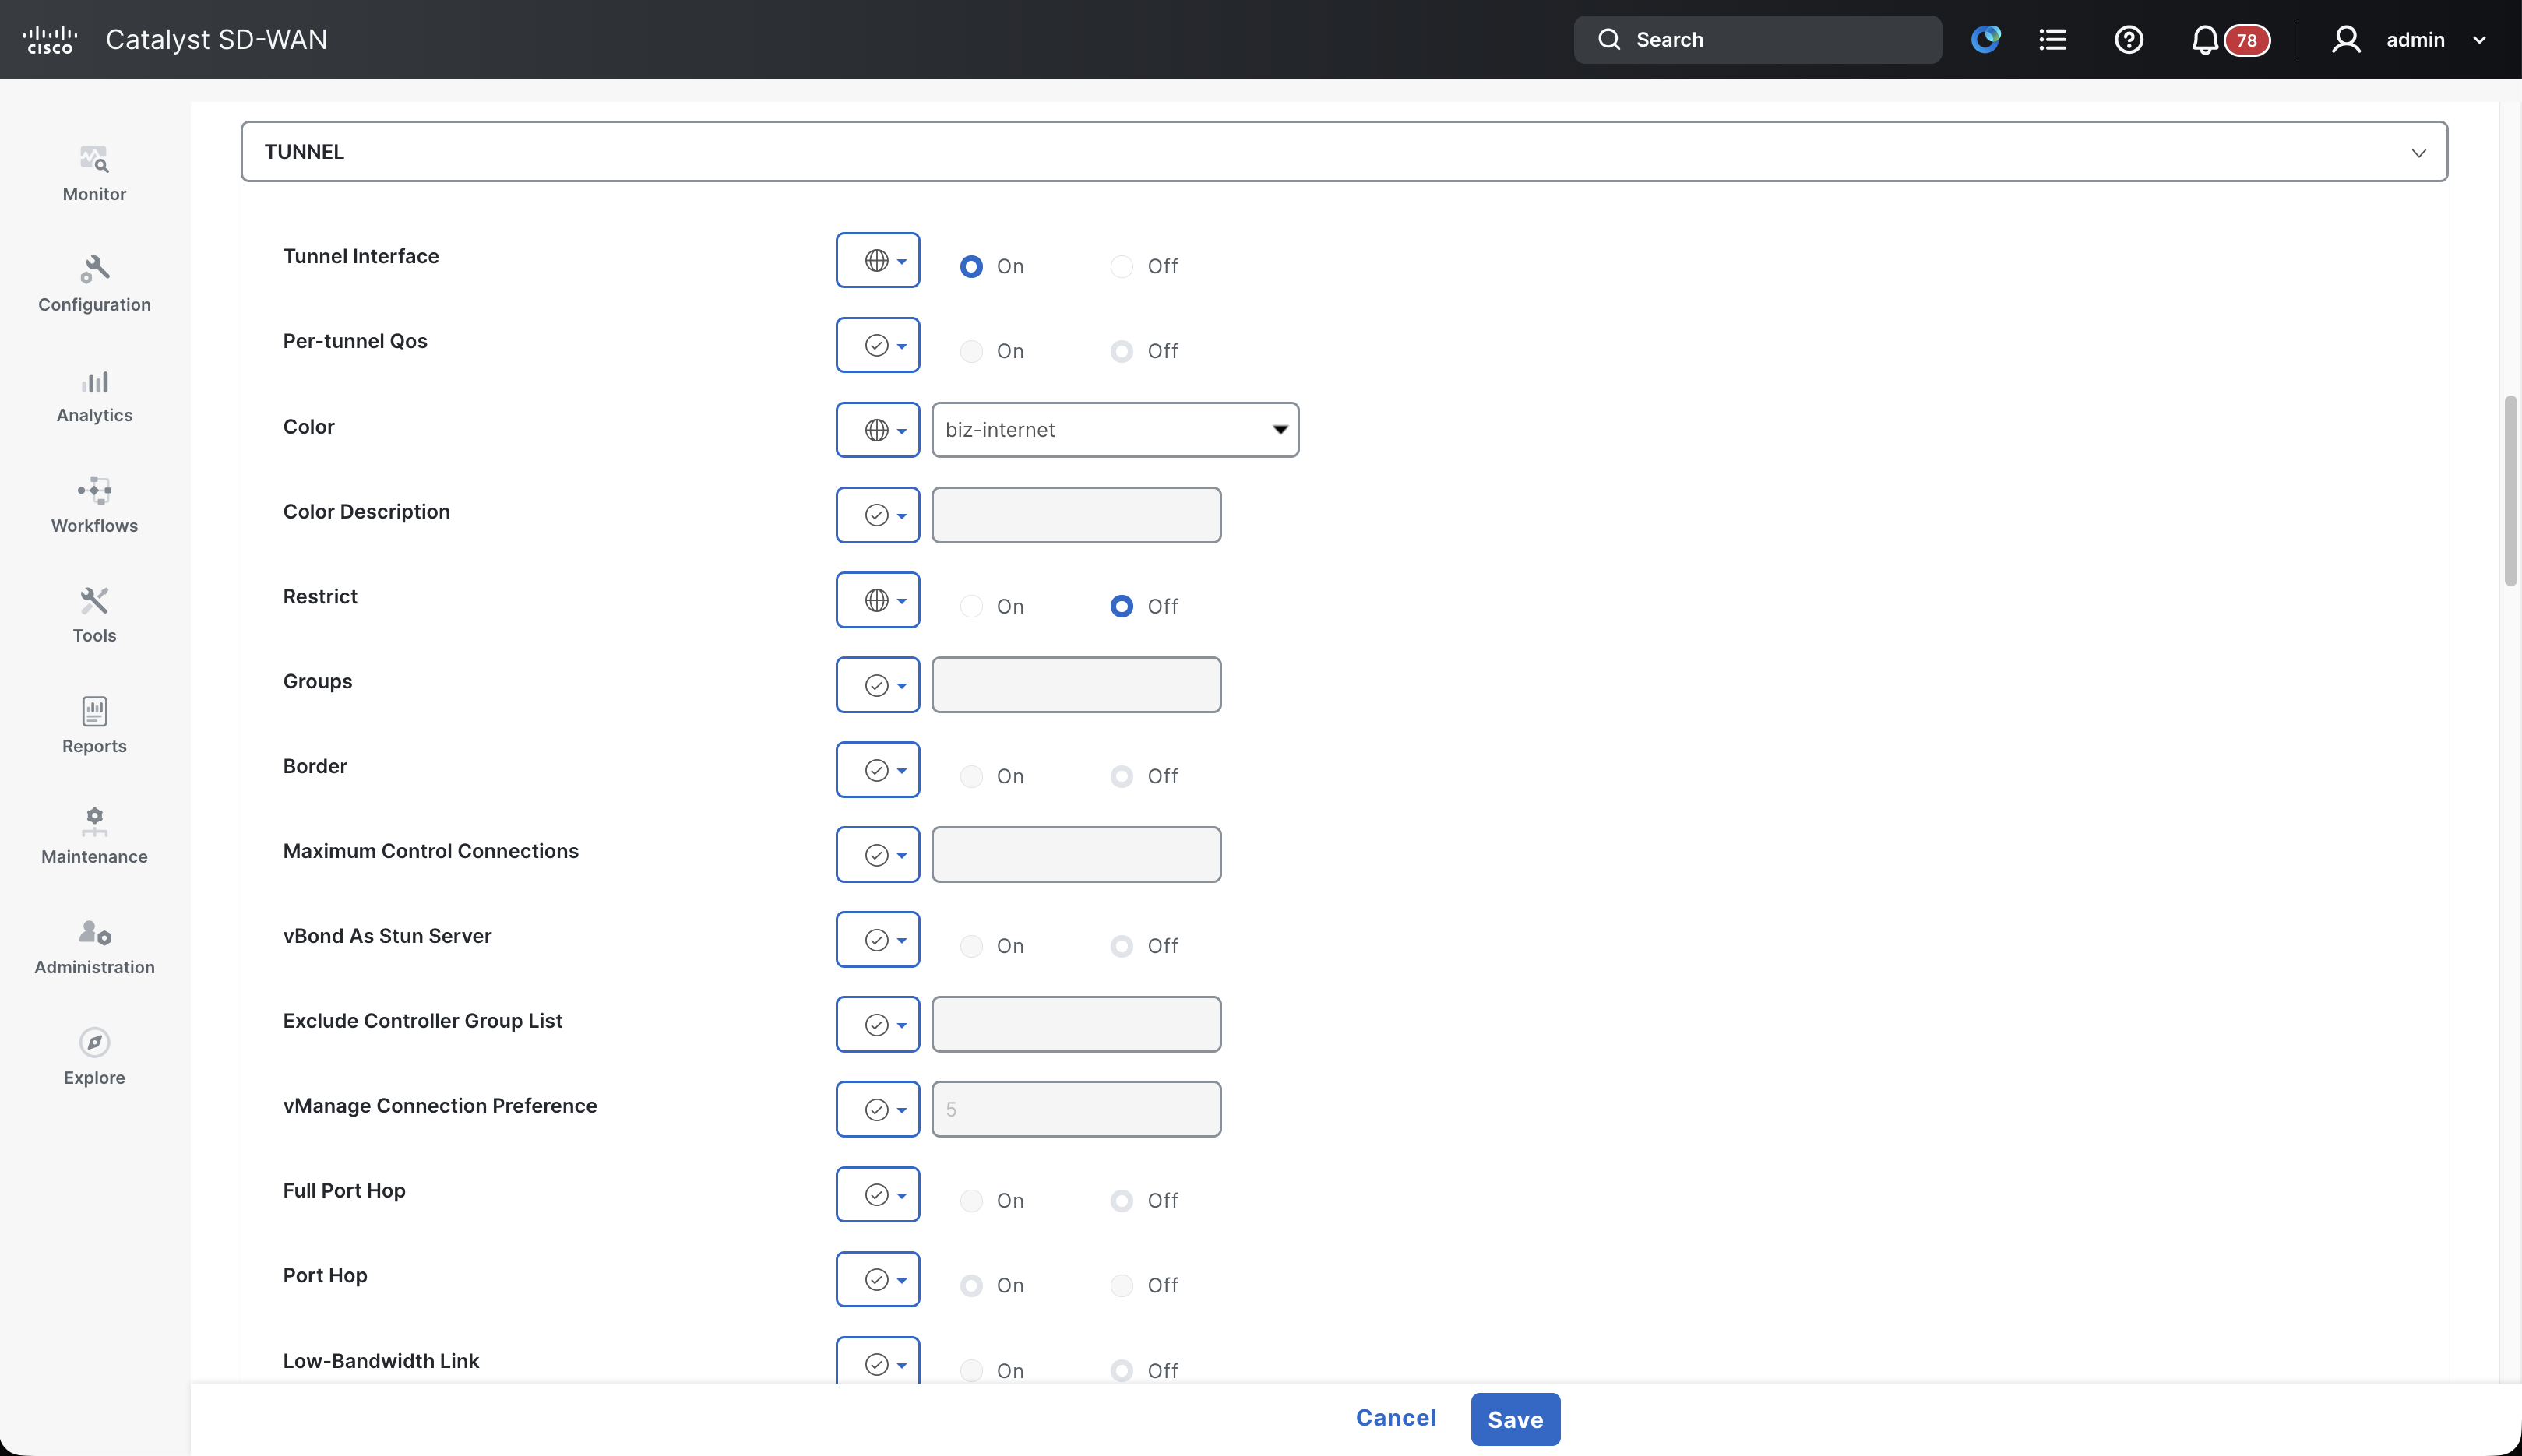 CISCO
Catalyst SD-WAN
Search
78
admin
Monitor
Configuration
Analytics
Workflows
Tools
Reports
Maintenance
Administration
Explore
TUNNEL
Tunnel Interface On Off
Per-tunnel Qos On Off
Color biz-internet
Color Description
Restrict On Off
Groups
Border On Off
Maximum Control Connections
vBond As Stun Server On Off
Exclude Controller Group List
vManage Connection Preference 5
Full Port Hop On Off
Port Hop On Off
Low-Bandwidth Link On Off
Cancel Save